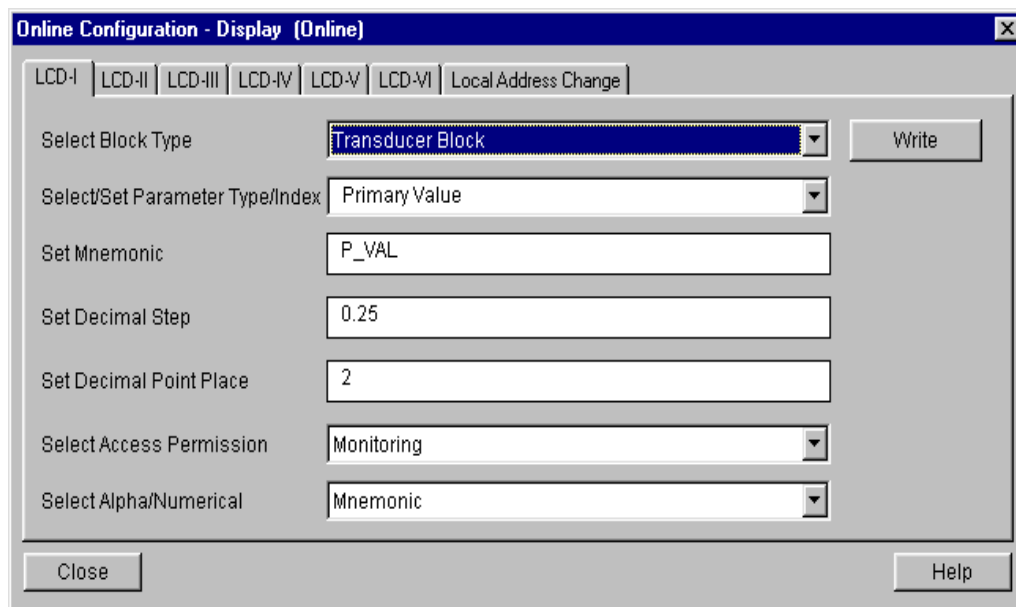 Online Configuration - Display (Online)
LCD-I LCD-II LCD-III LCD-IV LCD-V LCD-VI Local Address Change
Select Block Type Transducer Block Write
Select/Set Parameter Type/Index Primary Value
Set Mnemonic P_VAL
Set Decimal Step 0.25
Set Decimal Point Place 2
Select Access Permission Monitoring
Select Alpha/Numerical Mnemonic
Close Help